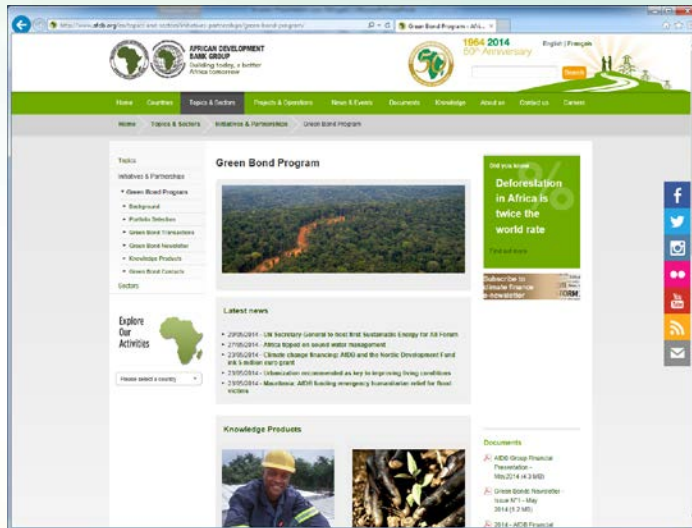 http://www.afdb.org/en/topics-and-sectors/initiatives-partnerships/green-bond-program/
Green Bond Program - Afri...
AFRICAN DEVELOPMENT
BANK GROUP
Building today, a better
Africa tomorrow
50
1964 2014
50th Anniversary
English | Français
Search
Home Countries Topics & Sectors Projects & Operations News & Events Documents Knowledge About us Contact us Careers
Home Topics & Sectors Initiatives & Partnerships Green Bond Program
Topics
Initiatives & Partnerships
Green Bond Program
Background
Portfolio Selection
Green Bond Transactions
Green Bond Newsletter
Knowledge Products
Green Bond Contacts
Sectors
Explore
Our
Activities
Please select a country
Green Bond Program
Latest news
29/05/2014 - UN Secretary-General to host first Sustainable Energy for All Forum
27/05/2014 - Africa tipped on sound water management
23/05/2014 - Climate change financing: AfDB and the Nordic Development Fund
ink 5 million euro grant
23/05/2014 - Urbanization recommended as key to improving living conditions
23/05/2014 - Mauritania: AfDB funding emergency humanitarian relief for flood
victims
Knowledge Products
Did you know
%
Deforestation
in Africa is
twice the
world rate
Find out more
Subscribe to
climate finance
e-newsletter
Documents
AfDB Group Financial
Presentation -
May 2014 (4.3 MB)
Green Bonds Newsletter -
Issue N°1 - May
2014 (1.2 MB)
2014 - AfDB Financial
f
You
Tube